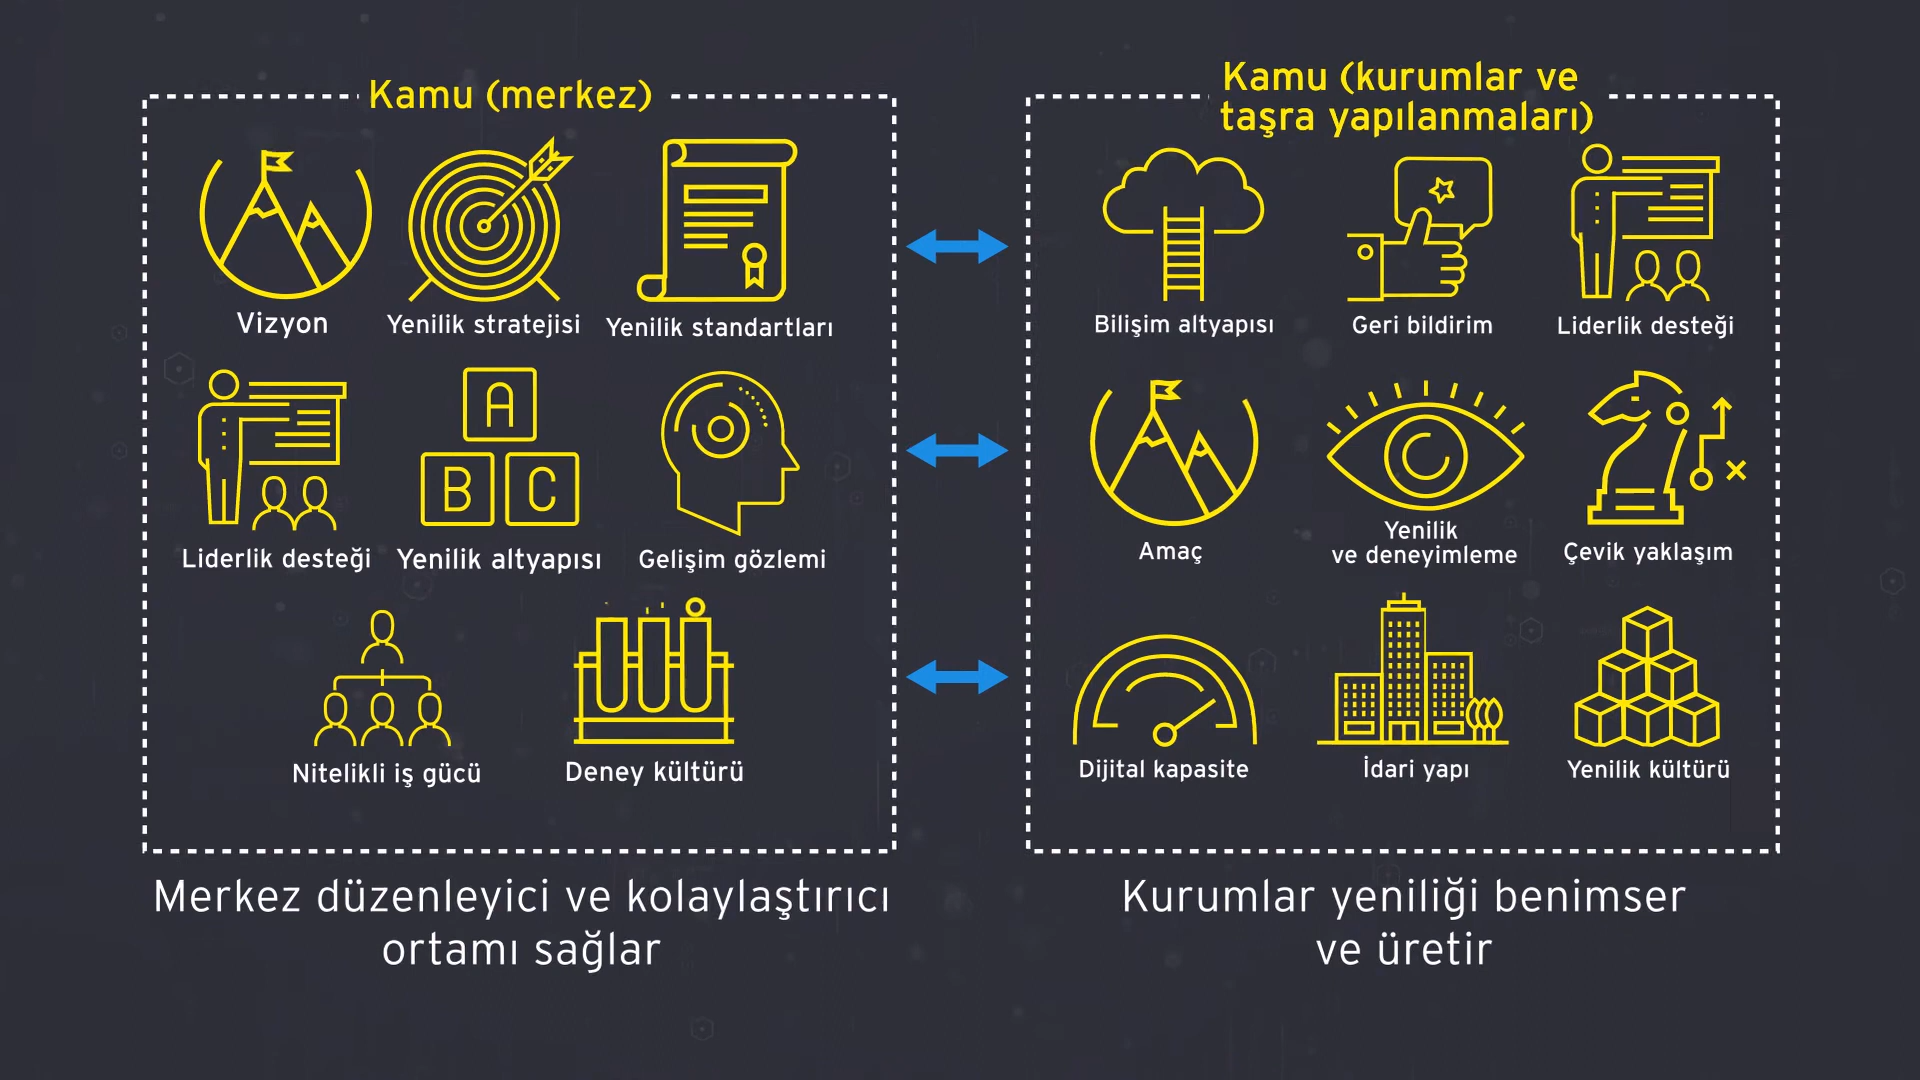 Kamu (merkez)
Vizyon
Yenilik stratejisi
Yenilik standartları
Liderlik desteği
A
B
C
Yenilik altyapısı
Gelişim gözlemi
Nitelikli iş gücü
Deney kültürü
Merkez düzenleyici ve kolaylaştırıcı
ortamı sağlar
Kamu (kurumlar ve
taşra yapılanmaları)
Bilişim altyapısı
Geri bildirim
Liderlik desteği
Amaç
Yenilik
ve deneyimleme
Çevik yaklaşım
Dijital kapasite
İdari yapı
Yenilik kültürü
Kurumlar yeniliği benimser
ve üretir